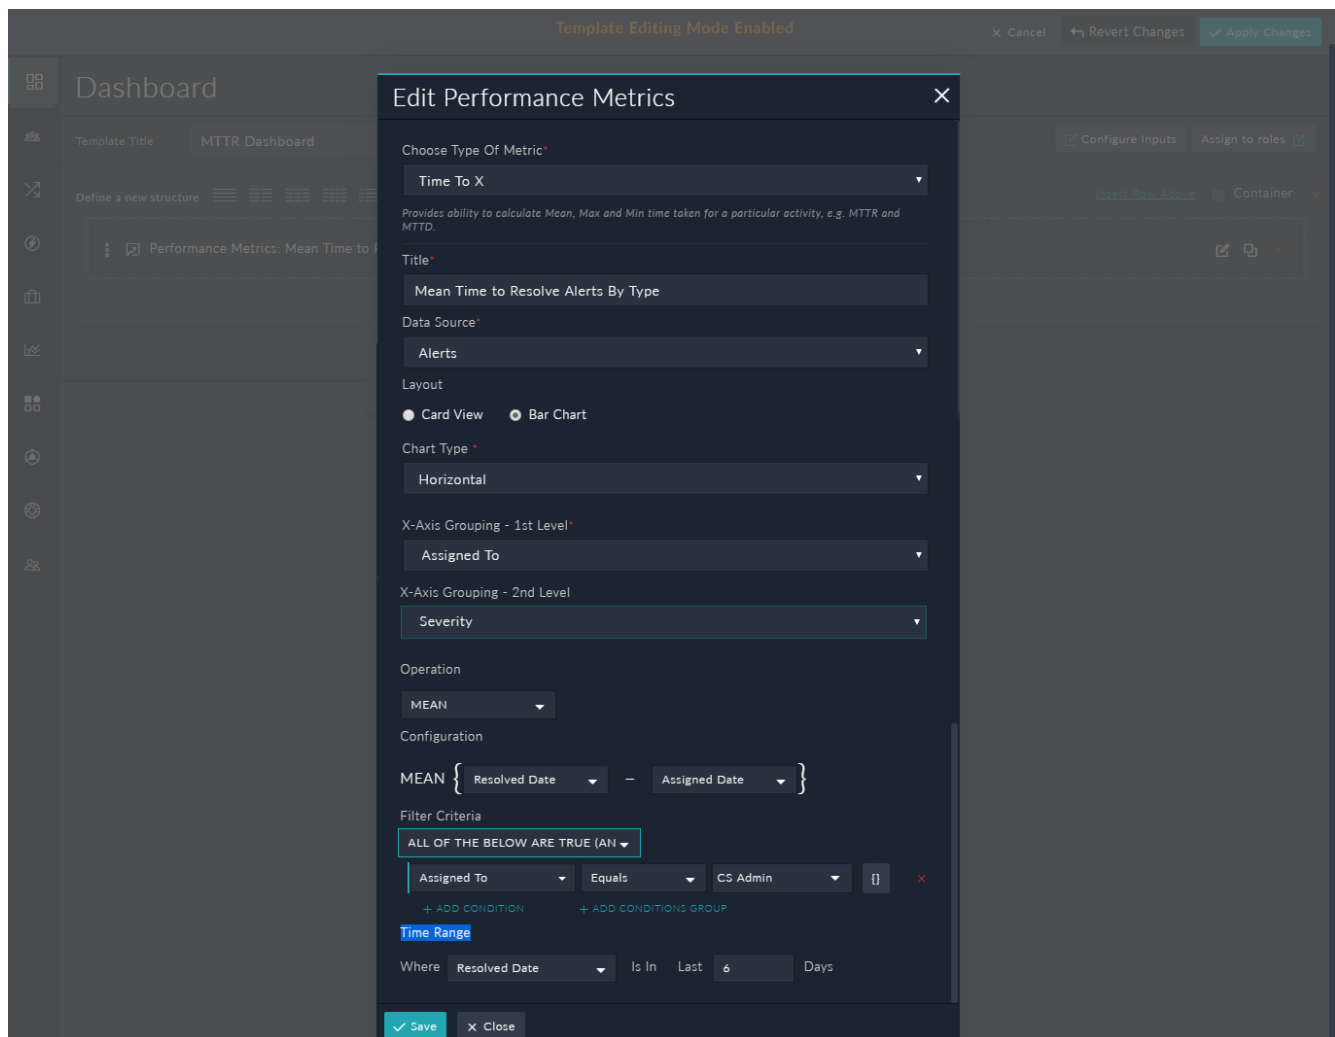 Template Editing Mode Enabled
× Cancel
Revert Changes
Apply Changes
Dashboard
Edit Performance Metrics
Template Title
MTTR Dashboard
Configure Inputs
Assign to roles
Define a new structure
Insert Row Above
Container
Performance Metrics: Mean Time to
Choose Type Of Metric*
Time To X
Provides ability to calculate Mean, Max and Min time taken for a particular activity, e.g. MTTR and
MTTD.
Title*
Mean Time to Resolve Alerts By Type
Data Source*
Alerts
Layout
Card View
Bar Chart
Chart Type *
Horizontal
X-Axis Grouping - 1st Level*
Assigned To
X-Axis Grouping - 2nd Level
Severity
Operation
MEAN
Configuration
MEAN { Resolved Date – Assigned Date }
Filter Criteria
ALL OF THE BELOW ARE TRUE (AN
Assigned To Equals CS Admin {} ×
+ ADD CONDITION + ADD CONDITIONS GROUP
Time Range
Where Resolved Date Is In Last 6 Days
Save × Close